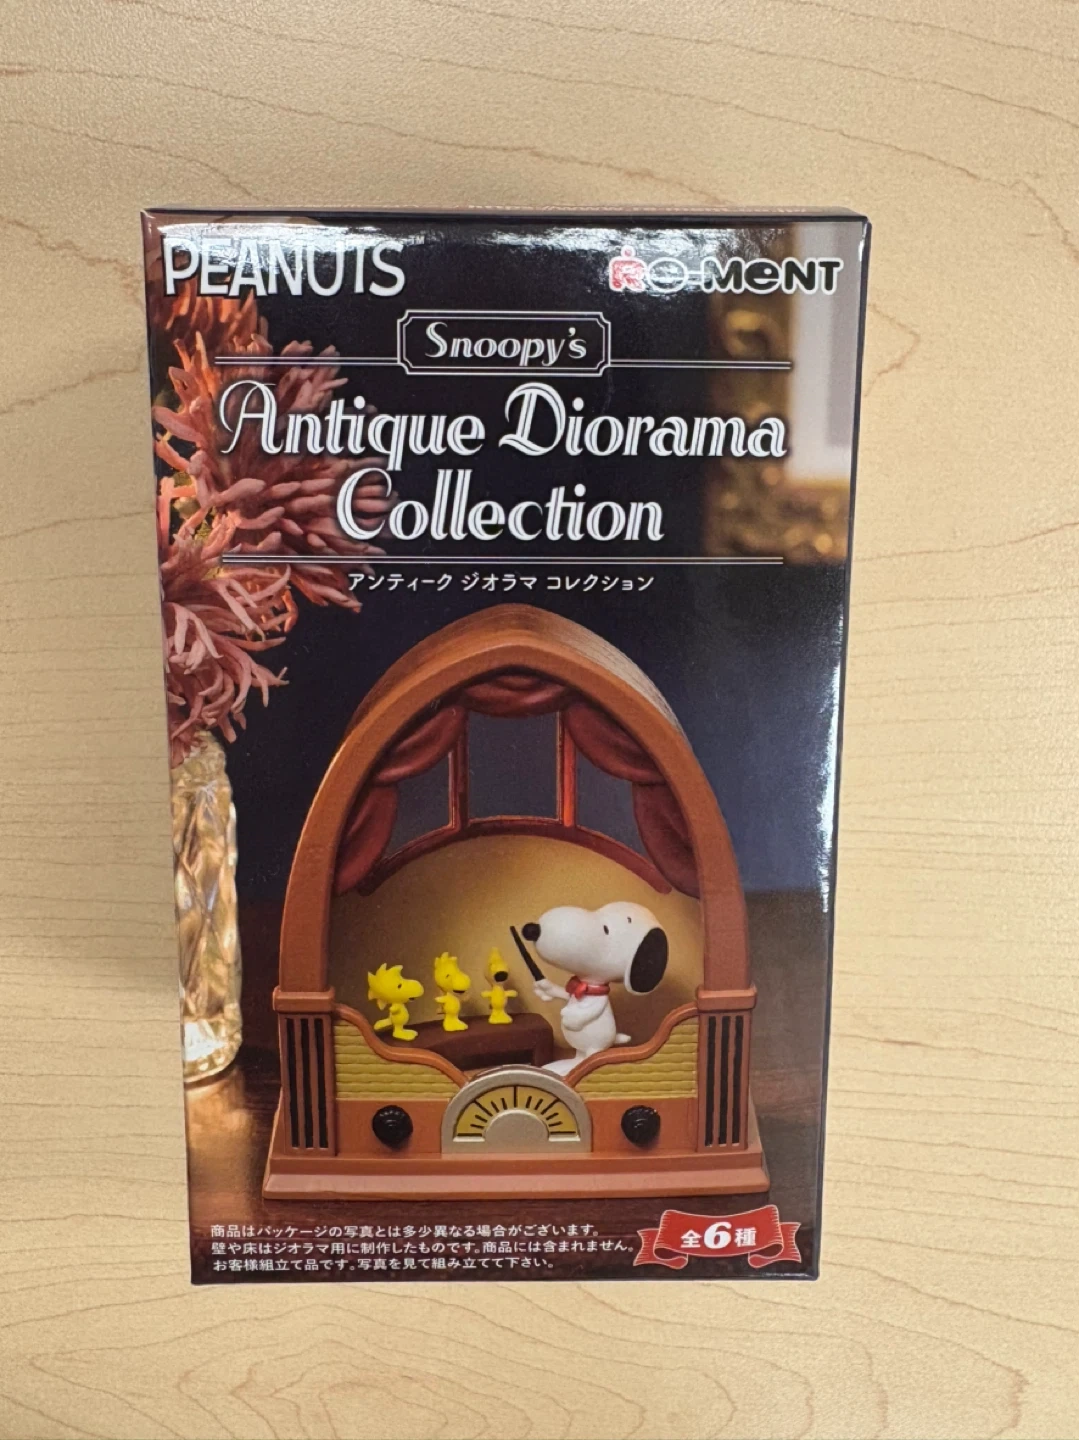 PEANUTS™
Re-MeNT
Snoopy's
Antique Diorama
Collection
アンティーク ジオラマ コレクション
商品はパッケージの写真とは多少異なる場合がございます。
壁や床はジオラマ用に制作したものです。商品には含まれません。
お客様組立て品です。写真を見て組み立てて下さい。
全6種